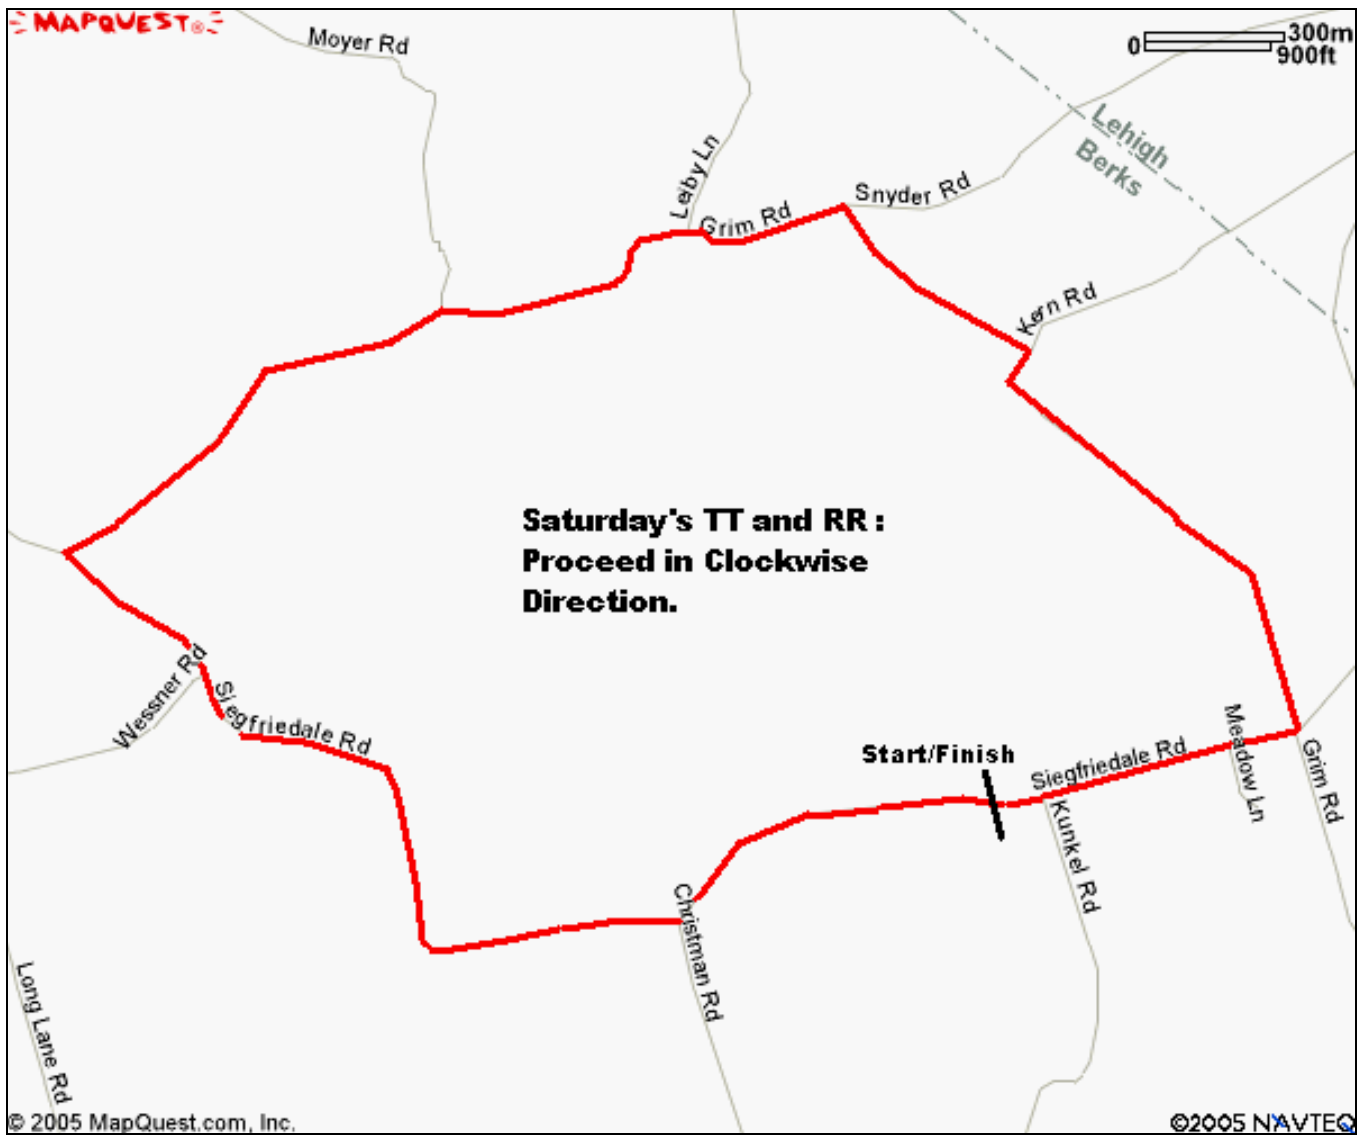 MAPQUEST®
Moyer Rd
0
300m
900ft
Lehigh
Berks
Leiby Ln
Grim Rd
Snyder Rd
Kern Rd
Saturday's TT and RR :
Proceed in Clockwise
Direction.
Wessner Rd
Siegfriedale Rd
Start/Finish
Siegfriedale Rd
Meadow Ln
Grim Rd
Kunkel Rd
Christman Rd
Long Lane Rd
© 2005 MapQuest.com, Inc.
©2005 NAVTEQ